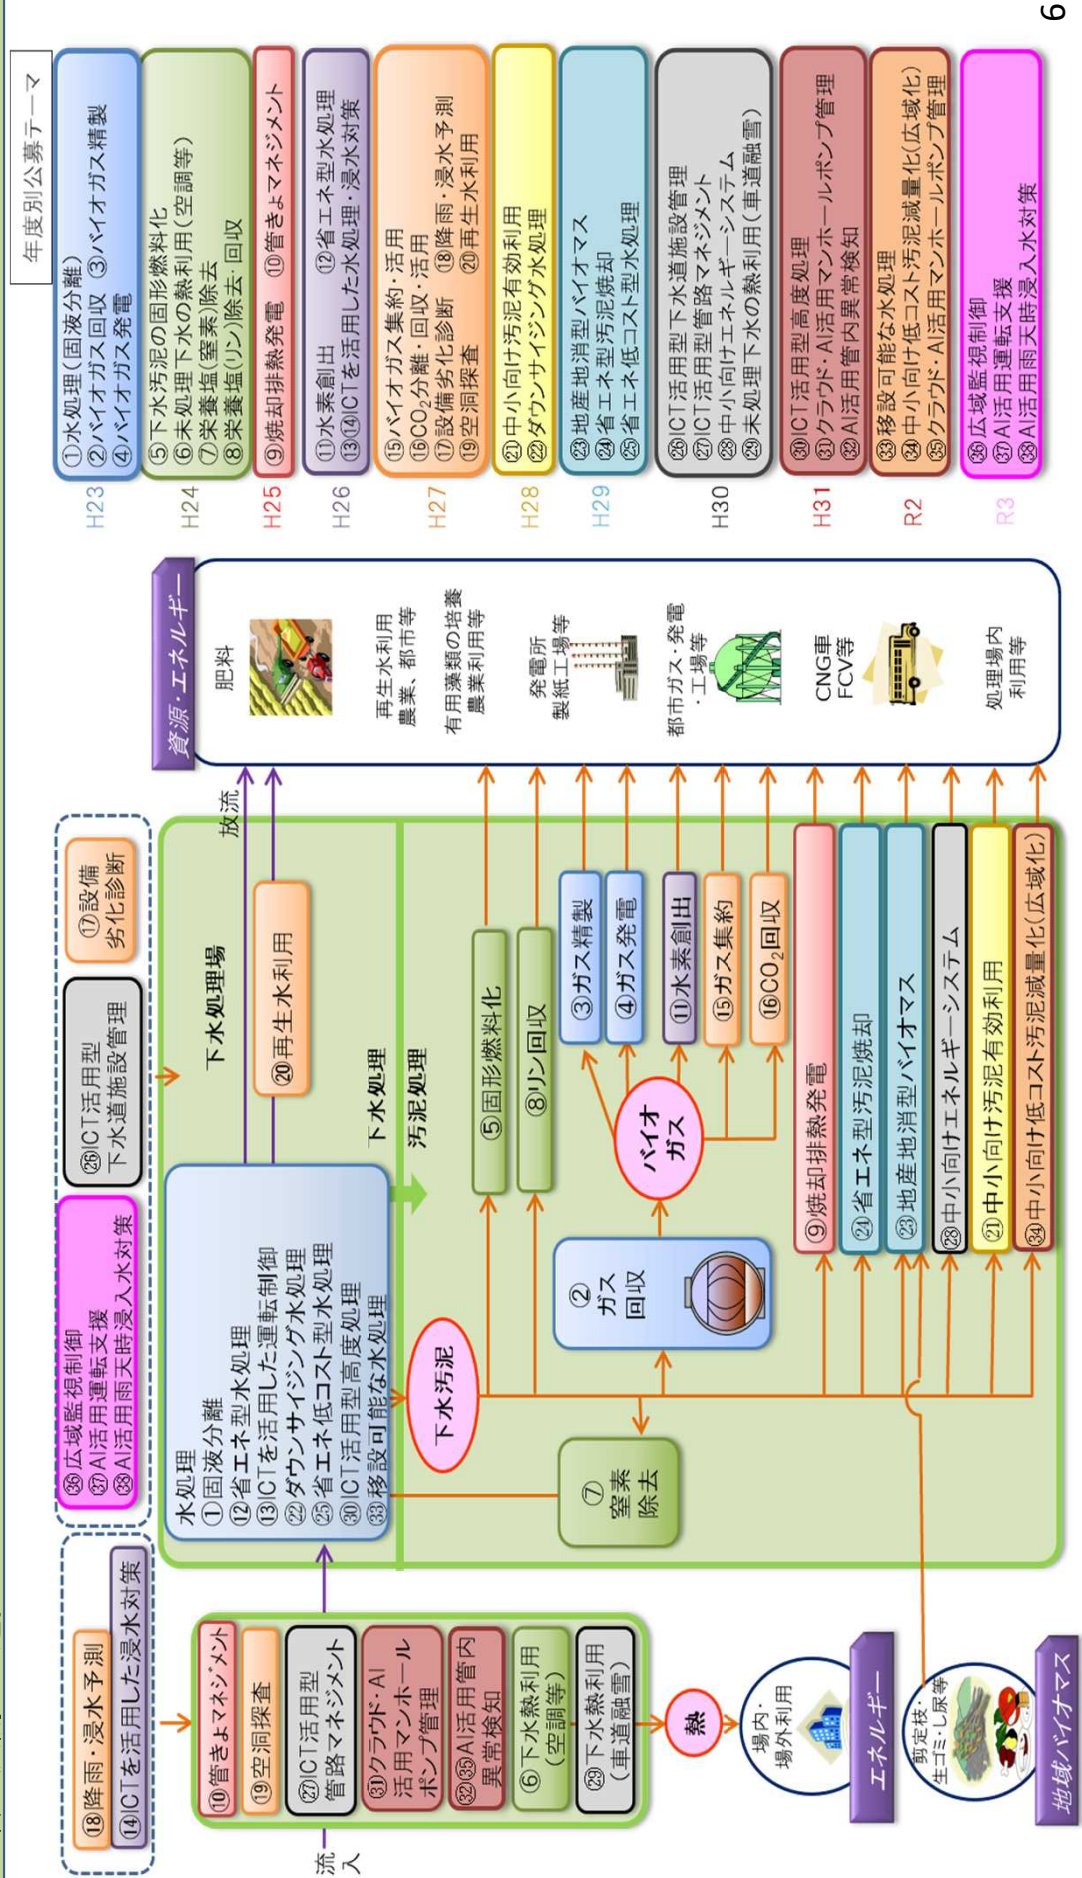 ⑱降雨・浸水予測
⑭ICTを活用した浸水対策
㊱広域監視制御
㊲AI活用運転支援
㊳AI活用雨天時浸入水対策
㉖ICT活用型
下水道施設管理
⑰設備
劣化診断
流
入
⑩管きょマネジメント
⑲空洞探査
㉗ICT活用型
管路マネジメント
㉛クラウド・AI
活用マンホール
ポンプ管理
㉜㉟AI活用管内
異常検知
⑥下水熱利用
(空調等)
㉙下水熱利用
(車道融雪)
熱
場内・
場外利用
エネルギー
剪定枝・
生ゴミ・し尿等
地域バイオマス
水処理
①固液分離
⑫省エネ型水処理
⑬ICTを活用した運転制御
㉒ダウンサイジング水処理
㉕省エネ低コスト型水処理
㉚ICT活用型高度処理
㉝移設可能な水処理
下水処理場
⑳再生水利用
放流
下水処理
汚泥処理
下水汚泥
⑦
窒素
除去
②
ガス
回収
バイオ
ガス
⑤固形燃料化
⑧リン回収
③ガス精製
④ガス発電
⑪水素創出
⑮ガス集約
⑯CO₂回収
⑨焼却排熱発電
㉔省エネ型汚泥焼却
㉓地産地消型バイオマス
㉘中小向けエネルギーシステム
㉑中小向け汚泥有効利用
㉞中小向け低コスト汚泥減量化(広域化)
資源・エネルギー
肥料
再生水利用
農業、都市等
有用藻類の培養
農業利用等
発電所
製紙工場等
都市ガス・発電
・工場等
CNG車
FCV等
処理場内
利用等
年度別公募テーマ
H23
①水処理(固液分離)
②バイオガス回収 ③バイオガス精製
④バイオガス発電
H24
⑤下水汚泥の固形燃料化
⑥未処理下水の熱利用(空調等)
⑦栄養塩(窒素)除去
⑧栄養塩(リン)除去・回収
H25
⑨焼却排熱発電 ⑩管きょマネジメント
H26
⑪水素創出 ⑫省エネ型水処理
⑬⑭ICTを活用した水処理・浸水対策
H27
⑮バイオガス集約・活用
⑯CO₂分離・回収・活用
⑰設備劣化診断 ⑱降雨・浸水予測
⑲空洞探査 ⑳再生水利用
H28
㉑中小向け汚泥有効利用
㉒ダウンサイジング水処理
H29
㉓地産地消型バイオマス
㉔省エネ型汚泥焼却
㉕省エネ低コスト型水処理
H30
㉖ICT活用型下水道施設管理
㉗ICT活用型管路マネジメント
㉘中小向けエネルギーシステム
㉙未処理下水の熱利用(車道融雪)
H31
㉚ICT活用型高度処理
㉛クラウド・AI活用マンホールポンプ管理
㉜AI活用管内異常検知
R2
㉝移設可能な水処理
㉞中小向け低コスト汚泥減量化(広域化)
㉟クラウド・AI活用マンホールポンプ管理
R3
㊱広域監視制御
㊲AI活用運転支援
㊳AI活用雨天時浸入水対策